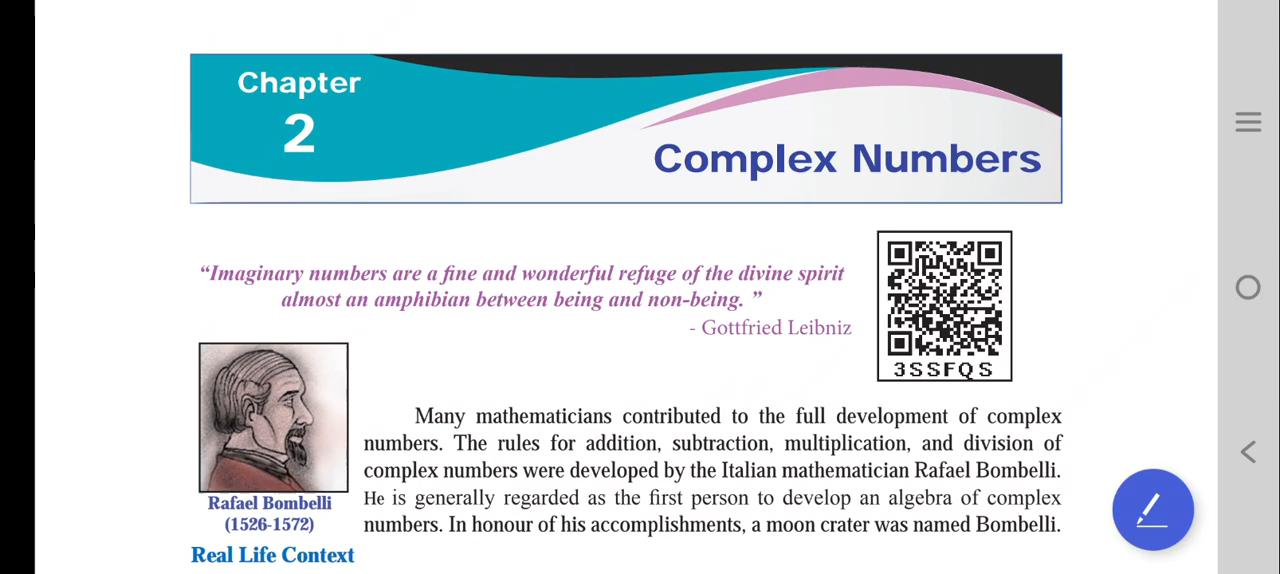 Chapter
2
Complex Numbers
“Imaginary numbers are a fine and wonderful refuge of the divine spirit
almost an amphibian between being and non-being. ”
- Gottfried Leibniz
3SSFQS
Many mathematicians contributed to the full development of complex
numbers. The rules for addition, subtraction, multiplication, and division of
complex numbers were developed by the Italian mathematician Rafael Bombelli.
He is generally regarded as the first person to develop an algebra of complex
numbers. In honour of his accomplishments, a moon crater was named Bombelli.
Rafael Bombelli
(1526-1572)
Real Life Context